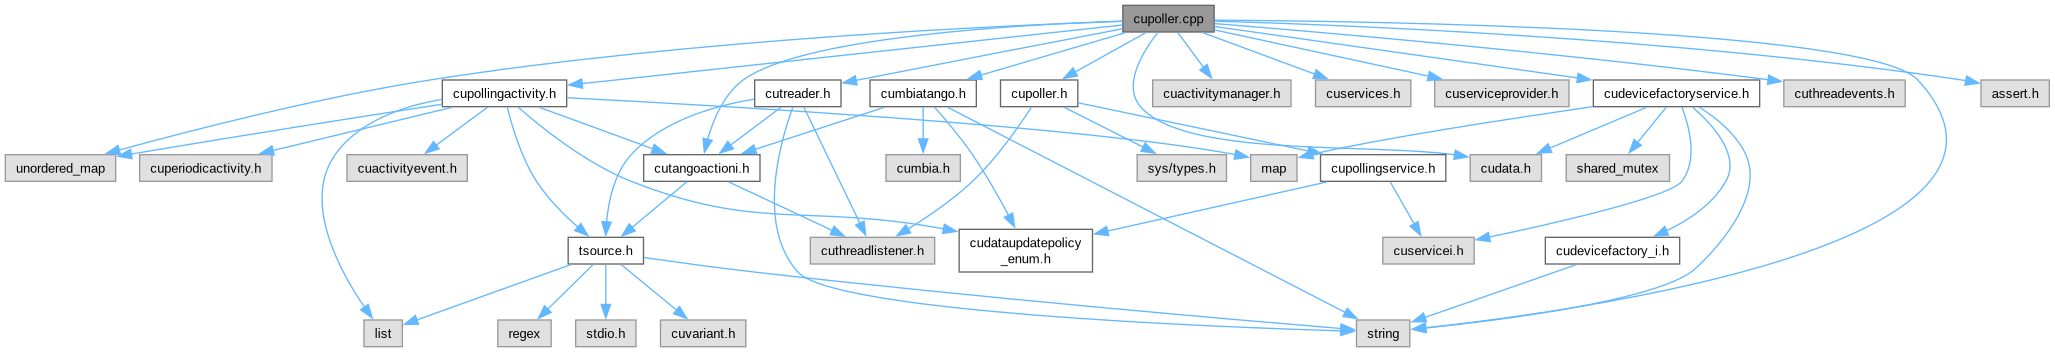 cupoller.cpp
cupollingactivity.h
cutreader.h
cumbiatango.h
cupoller.h
cuactivitymanager.h
cuservices.h
cuserviceprovider.h
cudevicefactoryservice.h
cuthreadevents.h
assert.h
unordered_map
cuperiodicactivity.h
cuactivityevent.h
cutangoactioni.h
cumbia.h
sys/types.h
map
cupollingservice.h
cudata.h
shared_mutex
tsource.h
cuthreadlistener.h
cudataupdatepolicy
_enum.h
cuservicei.h
cudevicefactory_i.h
list
regex
stdio.h
cuvariant.h
string